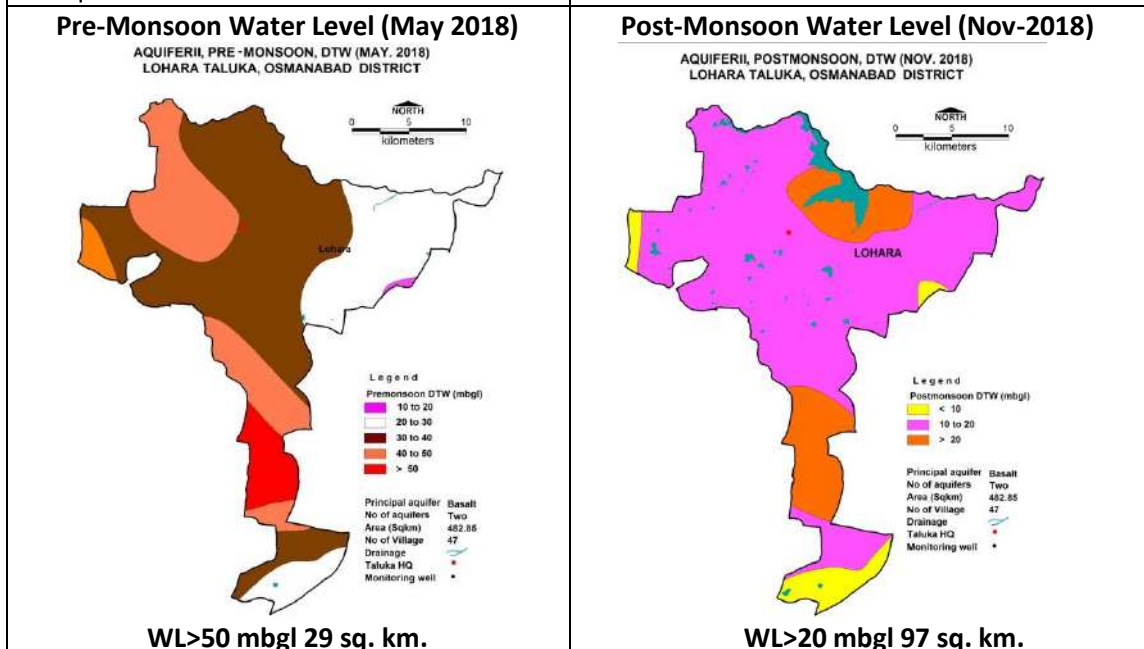 Pre-Monsoon Water Level (May 2018)
AQUIFERII, PRE-MONSOON, DTW (MAY. 2018)
LOHARA TALUKA, OSMANABAD DISTRICT
NORTH
0 5 10
kilometers
Lohara
Legend
Premonsoon DTW (mbgl)
10 to 20
20 to 30
30 to 40
40 to 50
> 50
Principal aquifer Basalt
No of aquifers Two
Area (Sqkm) 482.85
No of Village 47
Drainage
Taluka HQ
Monitoring well
WL>50 mbgl 29 sq. km.
Post-Monsoon Water Level (Nov-2018)
AQUIFERII, POSTMONSOON, DTW (NOV. 2018)
LOHARA TALUKA, OSMANABAD DISTRICT
NORTH
0 5 10
kilometers
LOHARA
Legend
Postmonsoon DTW (mbgl)
< 10
10 to 20
> 20
Principal aquifer Basalt
No of aquifers Two
Area (Sqkm) 482.85
No of Village 47
Drainage
Taluka HQ
Monitoring well
WL>20 mbgl 97 sq. km.